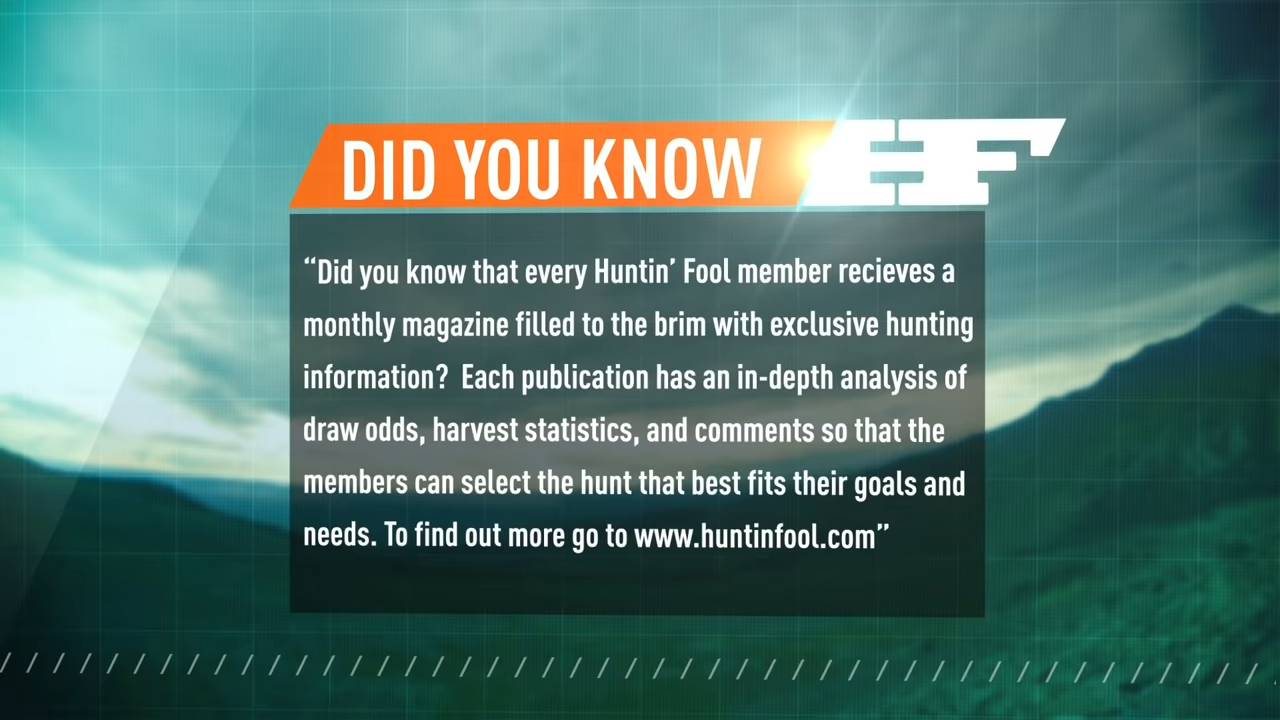 DID YOU KNOW HF
“Did you know that every Huntin’ Fool member recieves a
monthly magazine filled to the brim with exclusive hunting
information?  Each publication has an in-depth analysis of
draw odds, harvest statistics, and comments so that the
members can select the hunt that best fits their goals and
needs. To find out more go to www.huntinfool.com”